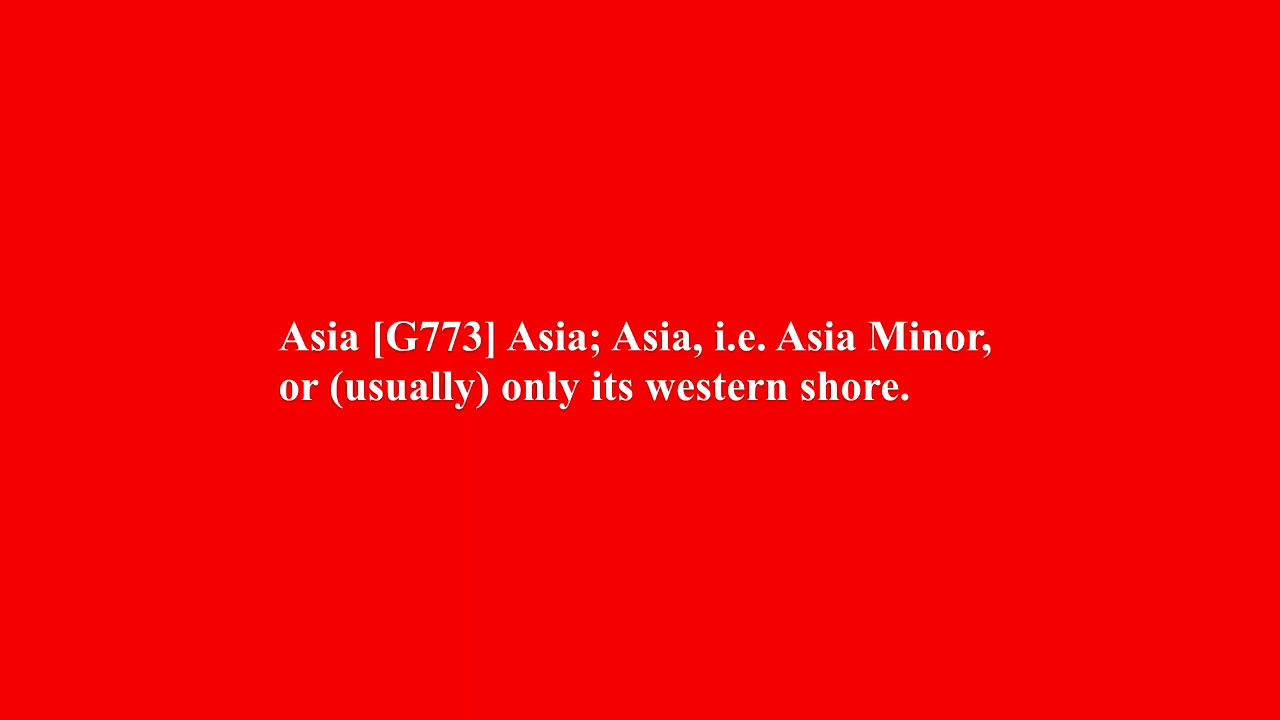 Asia [G773] Asia; Asia, i.e. Asia Minor,
or (usually) only its western shore.